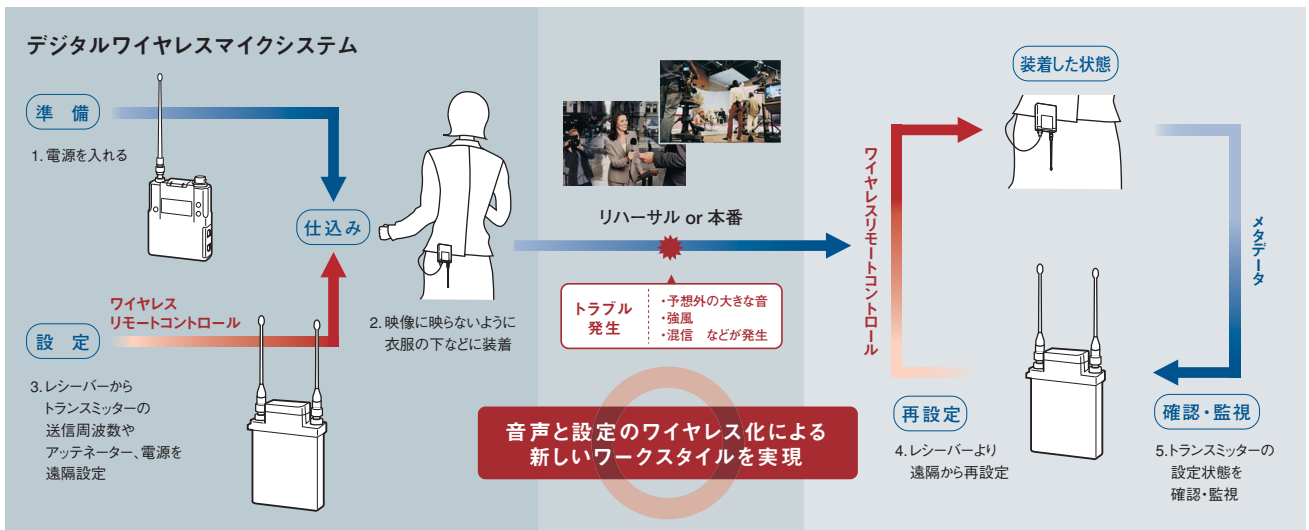 デジタルワイヤレスマイクシステム
準 備
1. 電源を入れる
仕込み
ワイヤレス
リモートコントロール
設 定
3. レシーバーから
トランスミッターの
送信周波数や
アッテネーター、電源を
遠隔設定
2. 映像に映らないように
衣服の下などに装着
リハーサル or 本番
トラブル
発生
・予想外の大きな音
・強風
・混信 などが発生
音声と設定のワイヤレス化による
新しいワークスタイルを実現
装着した状態
ワイヤレスリモートコントロール
メタデータ
再設定
4. レシーバーより
遠隔から再設定
確認・監視
5. トランスミッターの
設定状態を
確認・監視